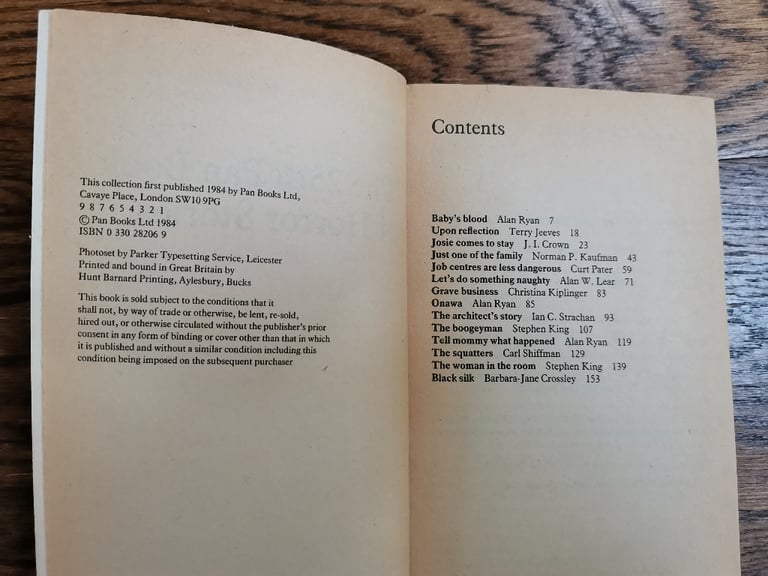 This collection first published 1984 by Pan Books Ltd,
Cavaye Place, London SW10 9PG
9 8 7 6 5 4 3 2 1
© Pan Books Ltd 1984
ISBN 0 330 28206 9
Photoset by Parker Typesetting Service, Leicester
Printed and bound in Great Britain by
Hunt Barnard Printing, Aylesbury, Bucks
This book is sold subject to the conditions that it
shall not, by way of trade or otherwise, be lent, re-sold,
hired out, or otherwise circulated without the publisher's prior
consent in any form of binding or cover other than that in which
it is published and without a similar condition including this
condition being imposed on the subsequent purchaser
Contents
Baby's blood Alan Ryan 7
Upon reflection Terry Jeeves 18
Josie comes to stay J. I. Crown 23
Just one of the family Norman P. Kaufman 43
Job centres are less dangerous Curt Pater 59
Let's do something naughty Alan W. Lear 71
Grave business Christina Kiplinger 83
Onawa Alan Ryan 85
The architect's story Ian C. Strachan 93
The boogeyman Stephen King 107
Tell mommy what happened Alan Ryan 119
The squatters Carl Shiffman 129
The woman in the room Stephen King 139
Black silk Barbara-Jane Crossley 153